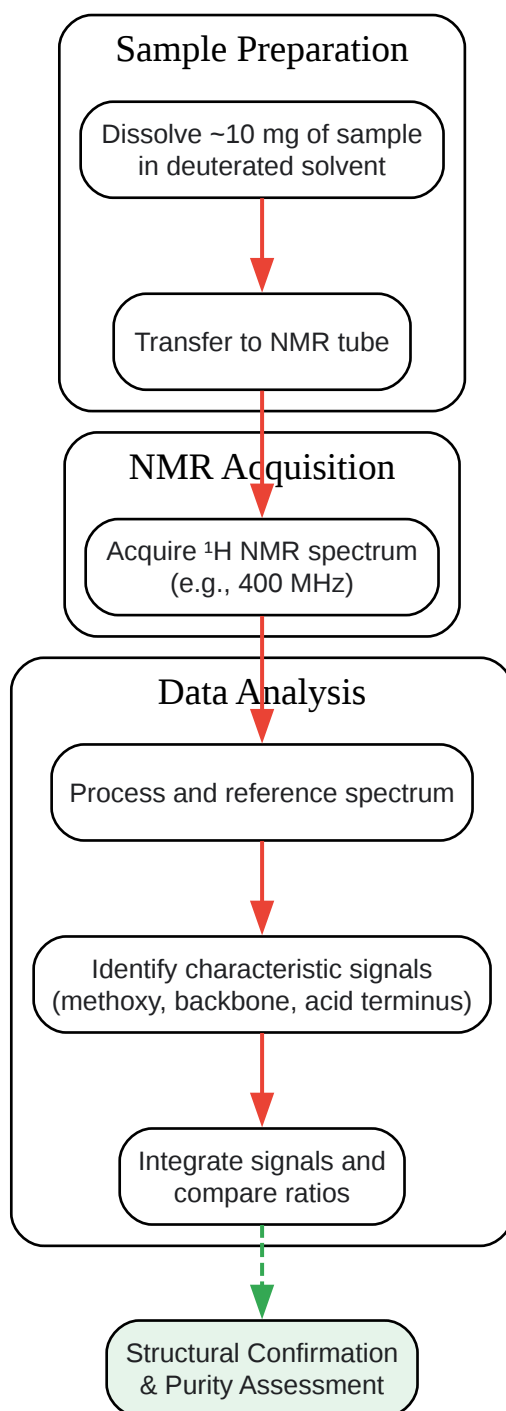 Sample Preparation
Dissolve ~10 mg of sample
in deuterated solvent
Transfer to NMR tube
NMR Acquisition
Acquire ¹H NMR spectrum
(e.g., 400 MHz)
Data Analysis
Process and reference spectrum
Identify characteristic signals
(methoxy, backbone, acid terminus)
Integrate signals and
compare ratios
Structural Confirmation
& Purity Assessment